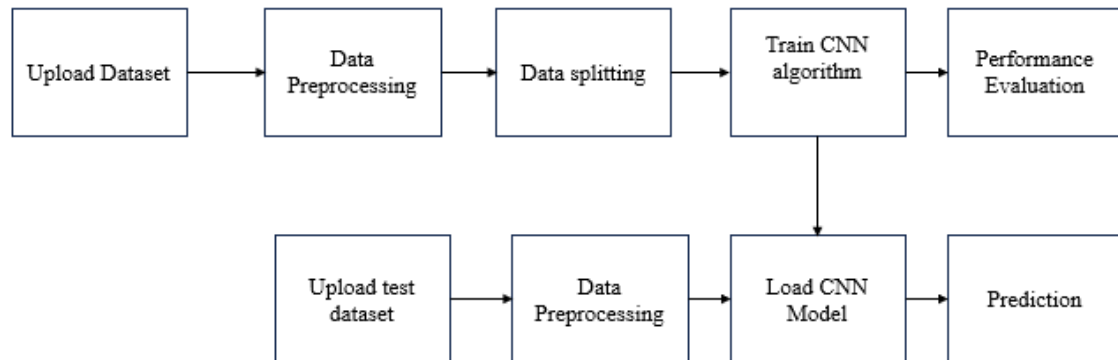 Upload Dataset
Data
Preprocessing
Data splitting
Train CNN
algorithm
Performance
Evaluation
Upload test
dataset
Data
Preprocessing
Load CNN
Model
Prediction